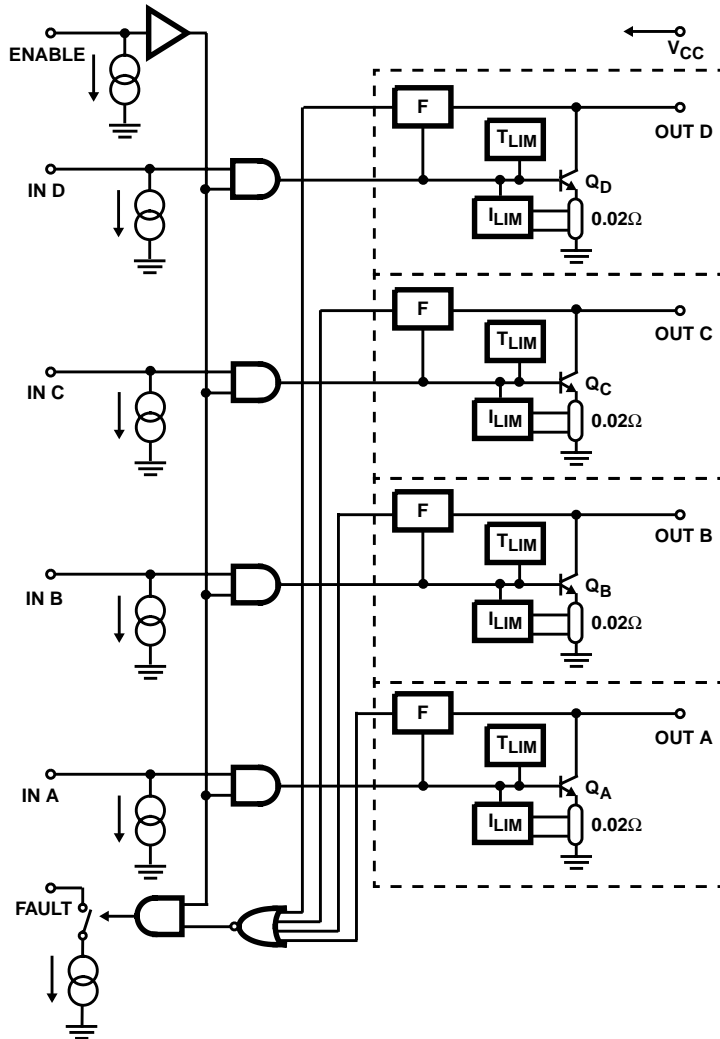 ENABLE
V_CC
F
OUT D
T_LIM
IN D
Q_D
I_LIM
0.02Ω
F
OUT C
T_LIM
IN C
Q_C
I_LIM
0.02Ω
F
OUT B
T_LIM
IN B
Q_B
I_LIM
0.02Ω
F
OUT A
T_LIM
IN A
Q_A
I_LIM
0.02Ω
FAULT